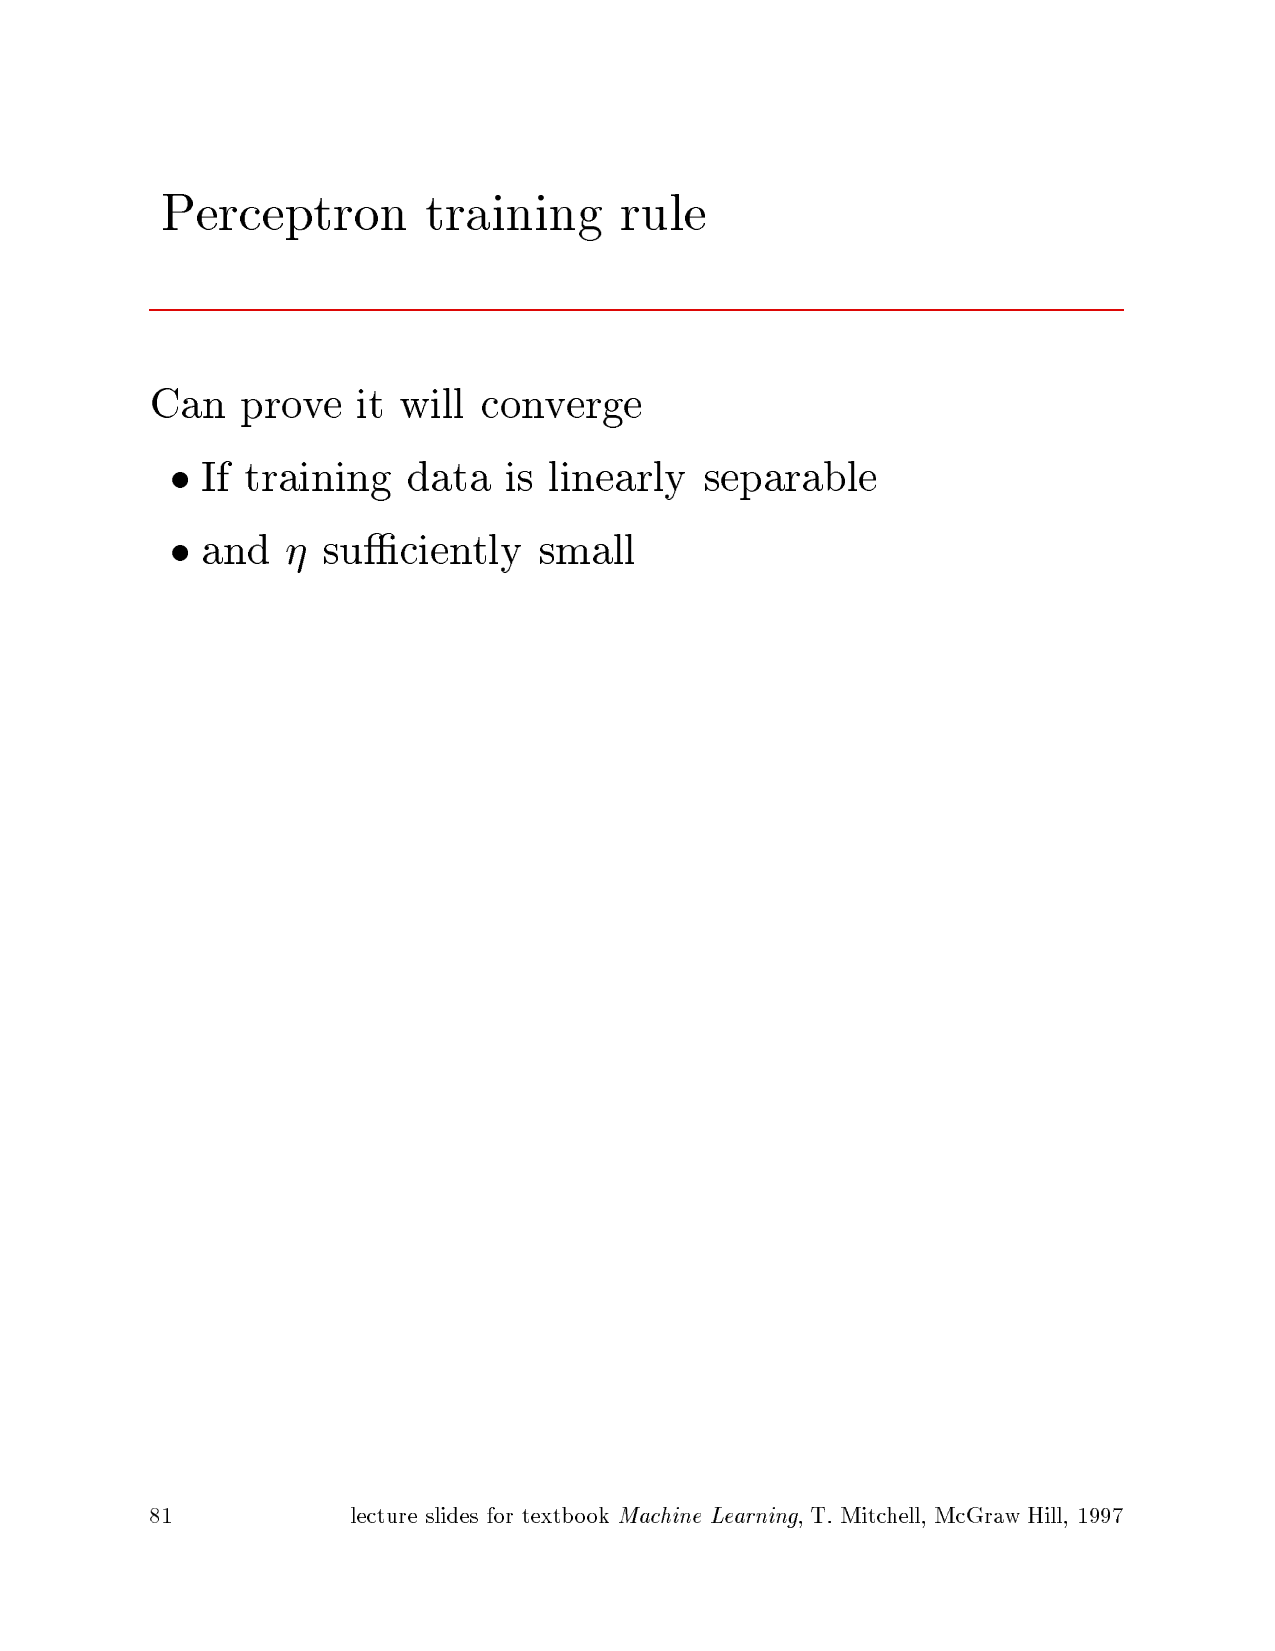 Perceptron training rule
Can prove it will converge
• If training data is linearly separable
• and η sufficiently small
81 lecture slides for textbook Machine Learning, T. Mitchell, McGraw Hill, 1997